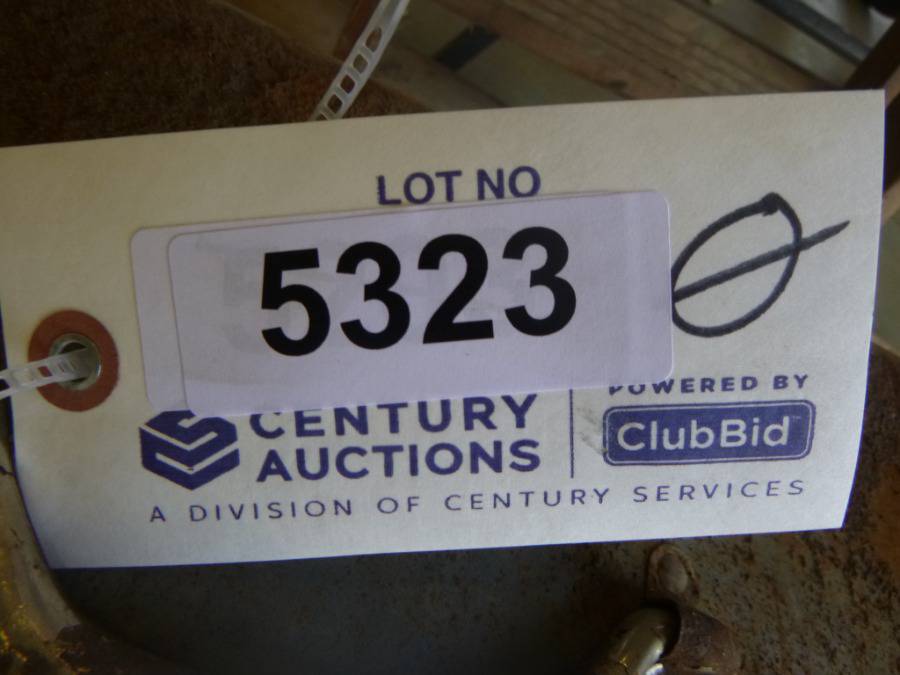 LOT NO
5323
CENTURY
AUCTIONS
POWERED BY
ClubBid
A DIVISION OF CENTURY SERVICES